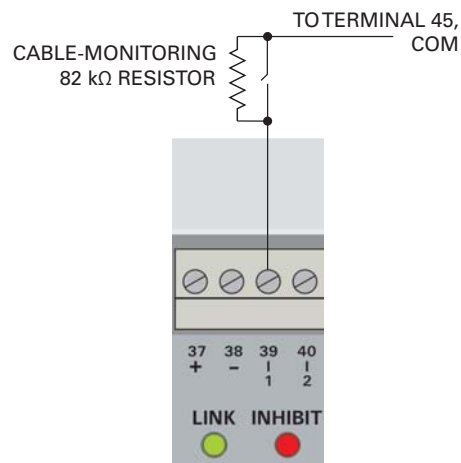 TO TERMINAL 45,
COM
CABLE-MONITORING
82 kΩ RESISTOR
37 38 39 40
+ – I I
1 2
LINK INHIBIT